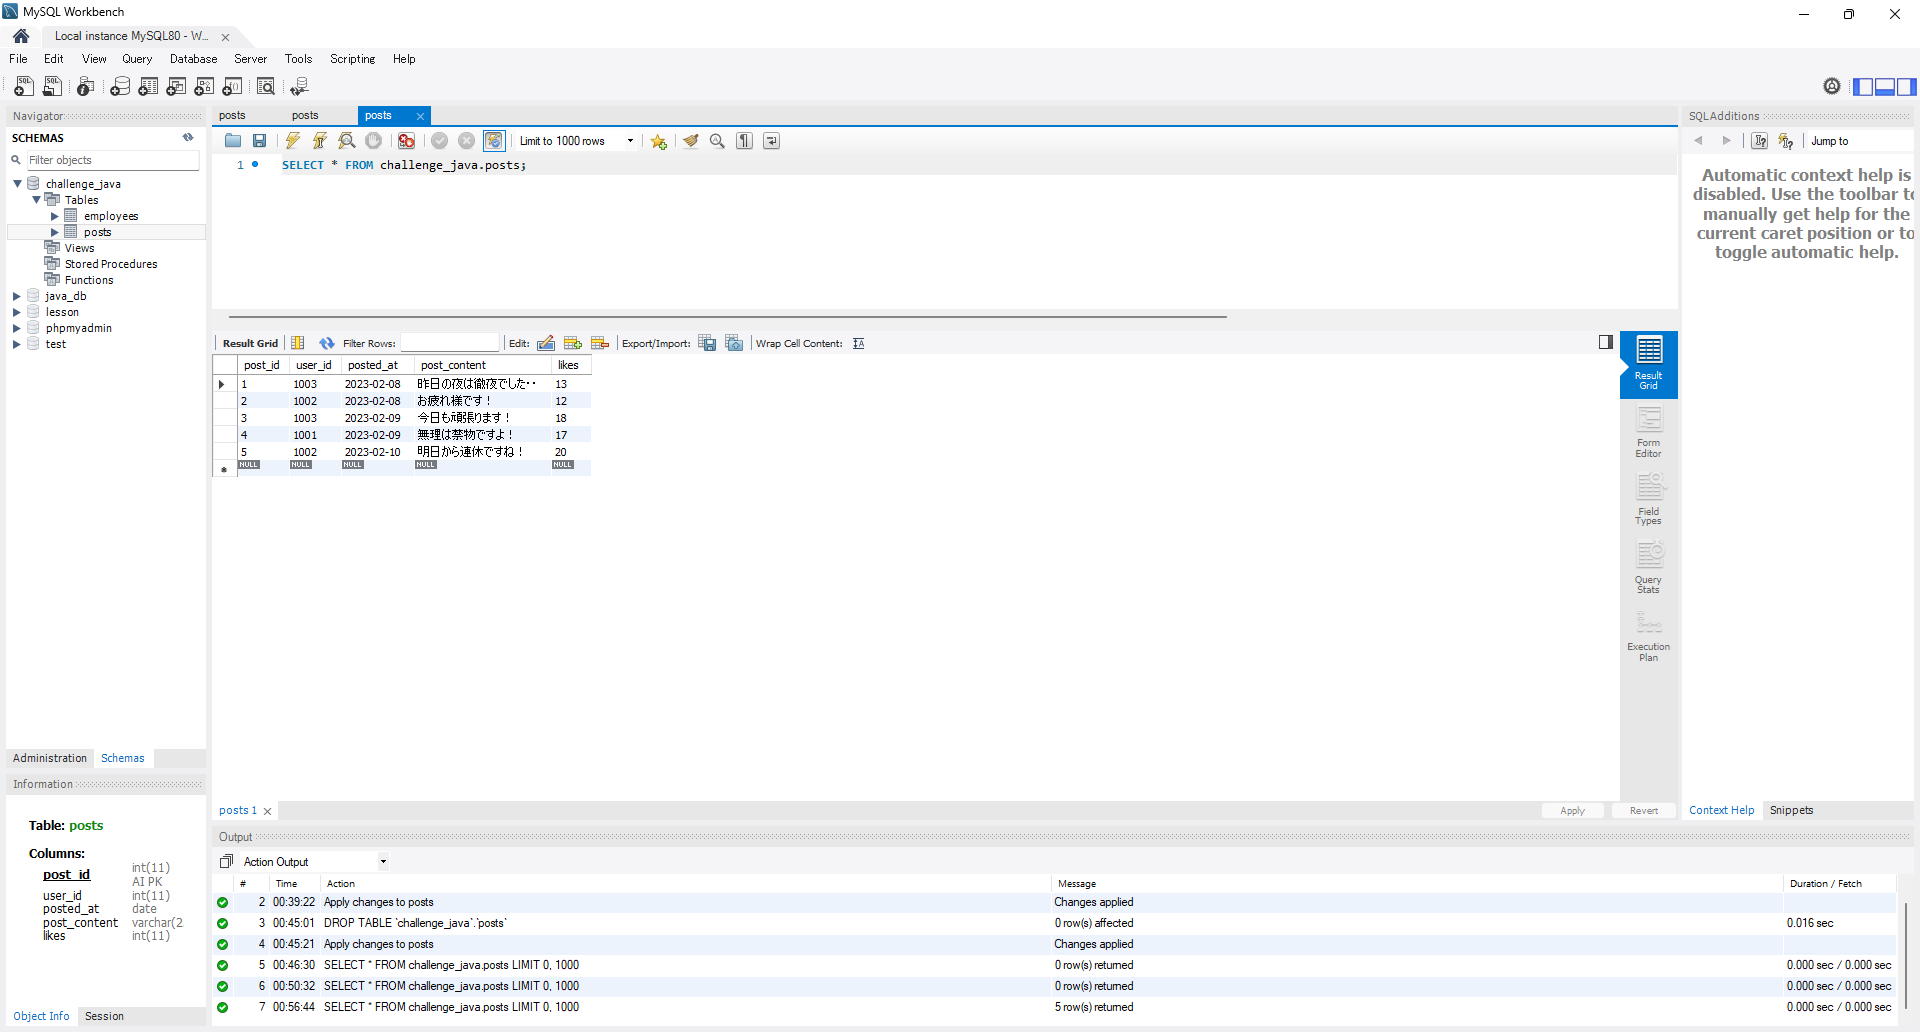 MySQL Workbench
Local instance MySQL80 - W...
File Edit View Query Database Server Tools Scripting Help
Navigator
SCHEMAS
Filter objects
challenge_java
Tables
employees
posts
Views
Stored Procedures
Functions
java_db
lesson
phpmyadmin
test
Administration Schemas
Information
Table: posts
Columns:
post_id int(11) AI PK
user_id int(11)
posted_at date
post_content varchar(2
likes int(11)
Object Info Session
posts posts posts
Limit to 1000 rows
1 SELECT * FROM challenge_java.posts;
Result Grid Filter Rows: Edit: Export/Import: Wrap Cell Content:
post_id user_id posted_at post_content likes
1 1003 2023-02-08 昨日の夜は徹夜でした・・ 13
2 1002 2023-02-08 お疲れ様です！ 12
3 1003 2023-02-09 今日も頑張ります！ 18
4 1001 2023-02-09 無理は禁物ですよ！ 17
5 1002 2023-02-10 明日から連休ですね！ 20
NULL NULL NULL NULL NULL
Result Grid
Form Editor
Field Types
Query Stats
Execution Plan
posts 1
Apply Revert
SQLAdditions
Jump to
Automatic context help is
disabled. Use the toolbar to
manually get help for the
current caret position or to
toggle automatic help.
Context Help Snippets
Output
Action Output
# Time Action Message Duration / Fetch
2 00:39:22 Apply changes to posts Changes applied
3 00:45:01 DROP TABLE `challenge_java`.`posts` 0 row(s) affected 0.016 sec
4 00:45:21 Apply changes to posts Changes applied
5 00:46:30 SELECT * FROM challenge_java.posts LIMIT 0, 1000 0 row(s) returned 0.000 sec / 0.000 sec
6 00:50:32 SELECT * FROM challenge_java.posts LIMIT 0, 1000 0 row(s) returned 0.000 sec / 0.000 sec
7 00:56:44 SELECT * FROM challenge_java.posts LIMIT 0, 1000 5 row(s) returned 0.000 sec / 0.000 sec